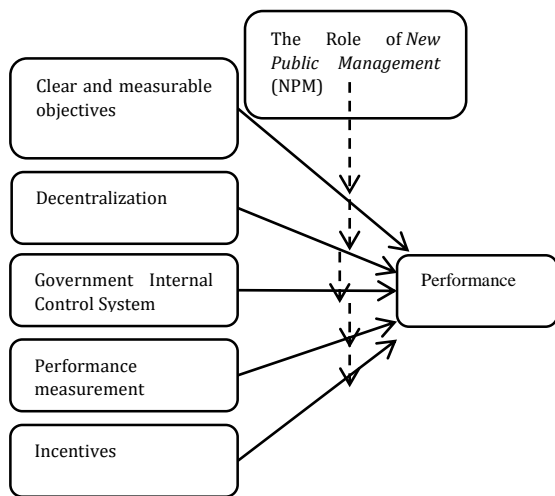 The Role of New
Public Management
(NPM)
Clear and measurable
objectives
Decentralization
Government Internal
Control System
Performance
Performance
measurement
Incentives